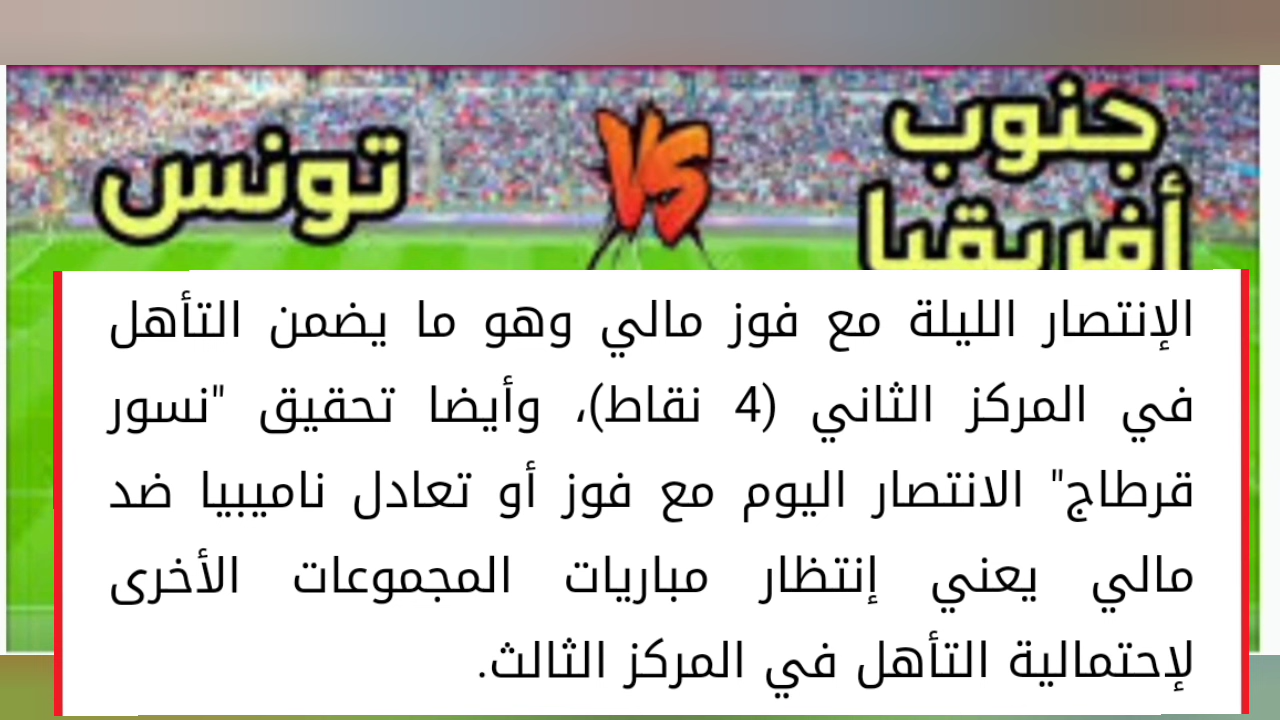 جنوب
أفريقيا
VS
تونس
الإنتصار الليلة مع فوز مالي وهو ما يضمن التأهل
في المركز الثاني (4 نقاط)، وأيضا تحقيق "نسور
قرطاج" الانتصار اليوم مع فوز أو تعادل ناميبيا ضد
مالي يعني إنتظار مباريات المجموعات الأخرى
لإحتمالية التأهل في المركز الثالث.